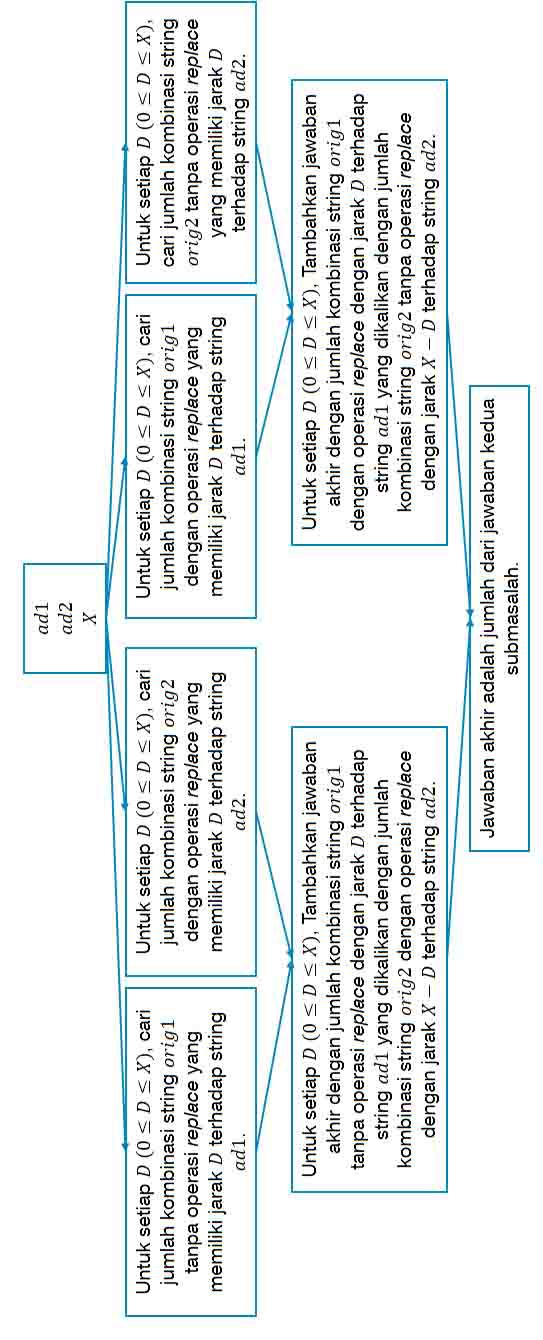 ad1
ad2
X
Untuk setiap D (0 ≤ D ≤ X), cari
jumlah kombinasi string orig1
tanpa operasi replace yang
memiliki jarak D terhadap string
ad1.
Untuk setiap D (0 ≤ D ≤ X), cari
jumlah kombinasi string orig2
dengan operasi replace yang
memiliki jarak D terhadap string
ad2.
Untuk setiap D (0 ≤ D ≤ X), cari
jumlah kombinasi string orig1
dengan operasi replace yang
memiliki jarak D terhadap string
ad1.
Untuk setiap D (0 ≤ D ≤ X),
cari jumlah kombinasi string
orig2 tanpa operasi replace
yang memiliki jarak D
terhadap string ad2.
Untuk setiap D (0 ≤ D ≤ X), Tambahkan jawaban
akhir dengan jumlah kombinasi string orig1
tanpa operasi replace dengan jarak D terhadap
string ad1 yang dikalikan dengan jumlah
kombinasi string orig2 dengan operasi replace
dengan jarak X − D terhadap string ad2.
Untuk setiap D (0 ≤ D ≤ X), Tambahkan jawaban
akhir dengan jumlah kombinasi string orig1
dengan operasi replace dengan jarak D terhadap
string ad1 yang dikalikan dengan jumlah
kombinasi string orig2 tanpa operasi replace
dengan jarak X − D terhadap string ad2.
Jawaban akhir adalah jumlah dari jawaban kedua
submasalah.